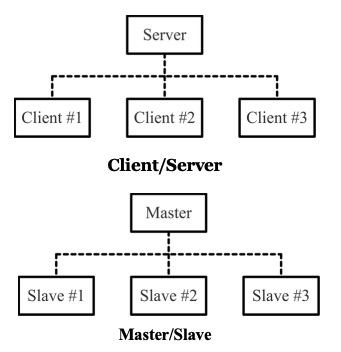 Server
Client #1 Client #2 Client #3
Client/Server
Master
Slave #1 Slave #2 Slave #3
Master/Slave